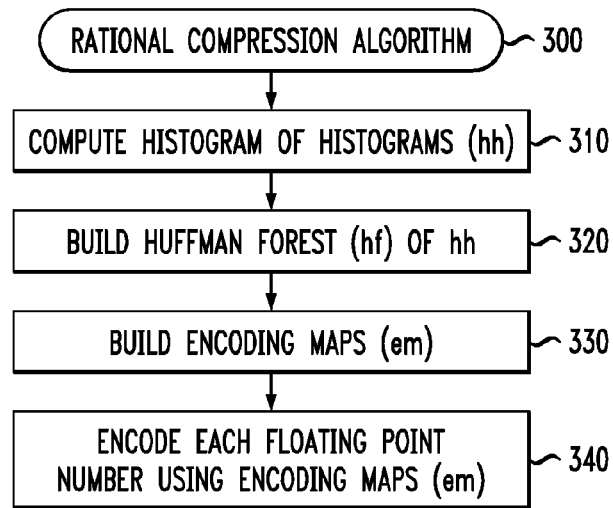 RATIONAL COMPRESSION ALGORITHM 300
COMPUTE HISTOGRAM OF HISTOGRAMS (hh) 310
BUILD HUFFMAN FOREST (hf) OF hh 320
BUILD ENCODING MAPS (em) 330
ENCODE EACH FLOATING POINT
NUMBER USING ENCODING MAPS (em) 340